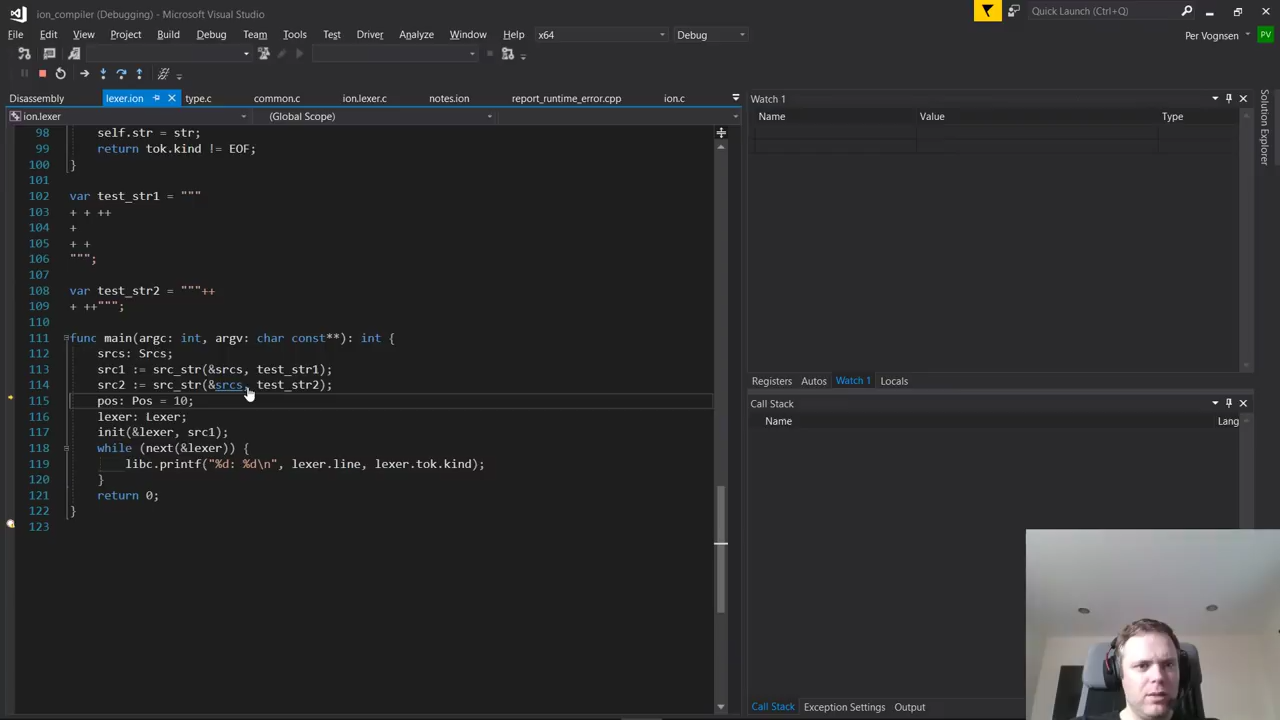 ion_compiler (Debugging) - Microsoft Visual Studio
Quick Launch (Ctrl+Q)
File Edit View Project Build Debug Team Tools Test Driver Analyze Window Help x64 Debug
Per Vognsen PV
Disassembly lexer.ion type.c common.c ion.lexer.c notes.ion report_runtime_error.cpp ion.c
ion.lexer (Global Scope)
98 self.str = str;
99 return tok.kind != EOF;
100 }
101
102 var test_str1 = """
103 + + ++
104 +
105 + +
106 """;
107
108 var test_str2 = """++
109 + ++""";
110
111 func main(argc: int, argv: char const**): int {
112 srcs: Srcs;
113 src1 := src_str(&srcs, test_str1);
114 src2 := src_str(&srcs, test_str2);
115 pos: Pos = 10;
116 lexer: Lexer;
117 init(&lexer, src1);
118 while (next(&lexer)) {
119 libc.printf("%d: %d\n", lexer.line, lexer.tok.kind);
120 }
121 return 0;
122 }
123
Watch 1
Name Value Type
Registers Autos Watch 1 Locals
Call Stack
Name Lang
Call Stack Exception Settings Output
Solution Explorer